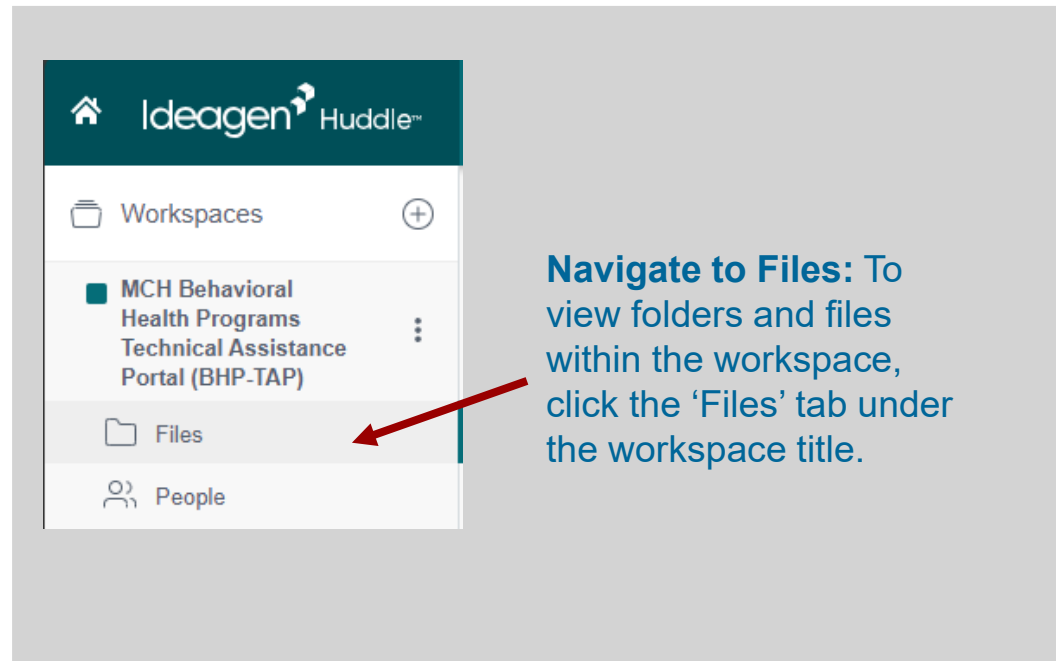 Ideagen Huddle™
Workspaces
MCH Behavioral
Health Programs
Technical Assistance
Portal (BHP-TAP)
Files
People
Navigate to Files: To
view folders and files
within the workspace,
click the ‘Files’ tab under
the workspace title.